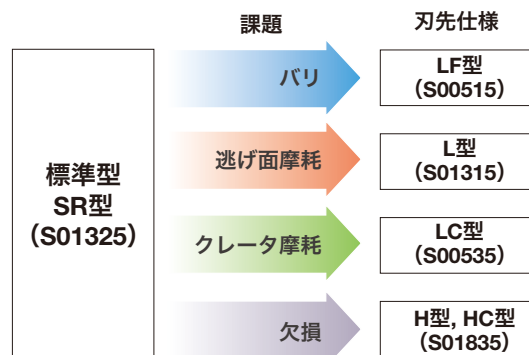 課題
刃先仕様
標準型
SR型
（S01325）
バリ
LF型
（S00515）
逃げ面摩耗
L型
（S01315）
クレータ摩耗
LC型
（S00535）
欠損
H型, HC型
（S01835）